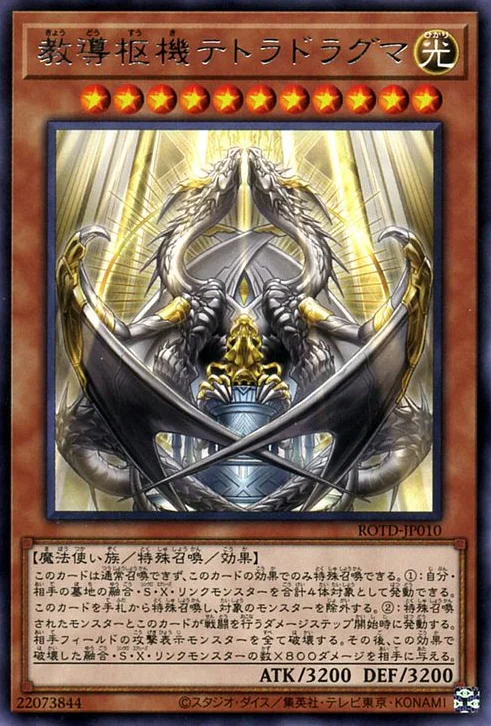 教導枢機テトラドラグマ 光
ROTD-JP010
【魔法使い族／特殊召喚／効果】
このカードは通常召喚できず、このカードの効果でのみ特殊召喚できる。①：自分・
相手の墓地の融合・S・X・リンクモンスターを合計4体対象として発動できる。
このカードを手札から特殊召喚し、対象のモンスターを除外する。②：特殊召喚
されたモンスターとこのカードが戦闘を行うダメージステップ開始時に発動する。
相手フィールドの攻撃表示モンスターを全て破壊する。その後、この効果で
破壊した融合・S・X・リンクモンスターの数×800ダメージを相手に与える。
ATK/3200 DEF/3200
22073844 ©スタジオ・ダイス／集英社・テレビ東京・KONAMI